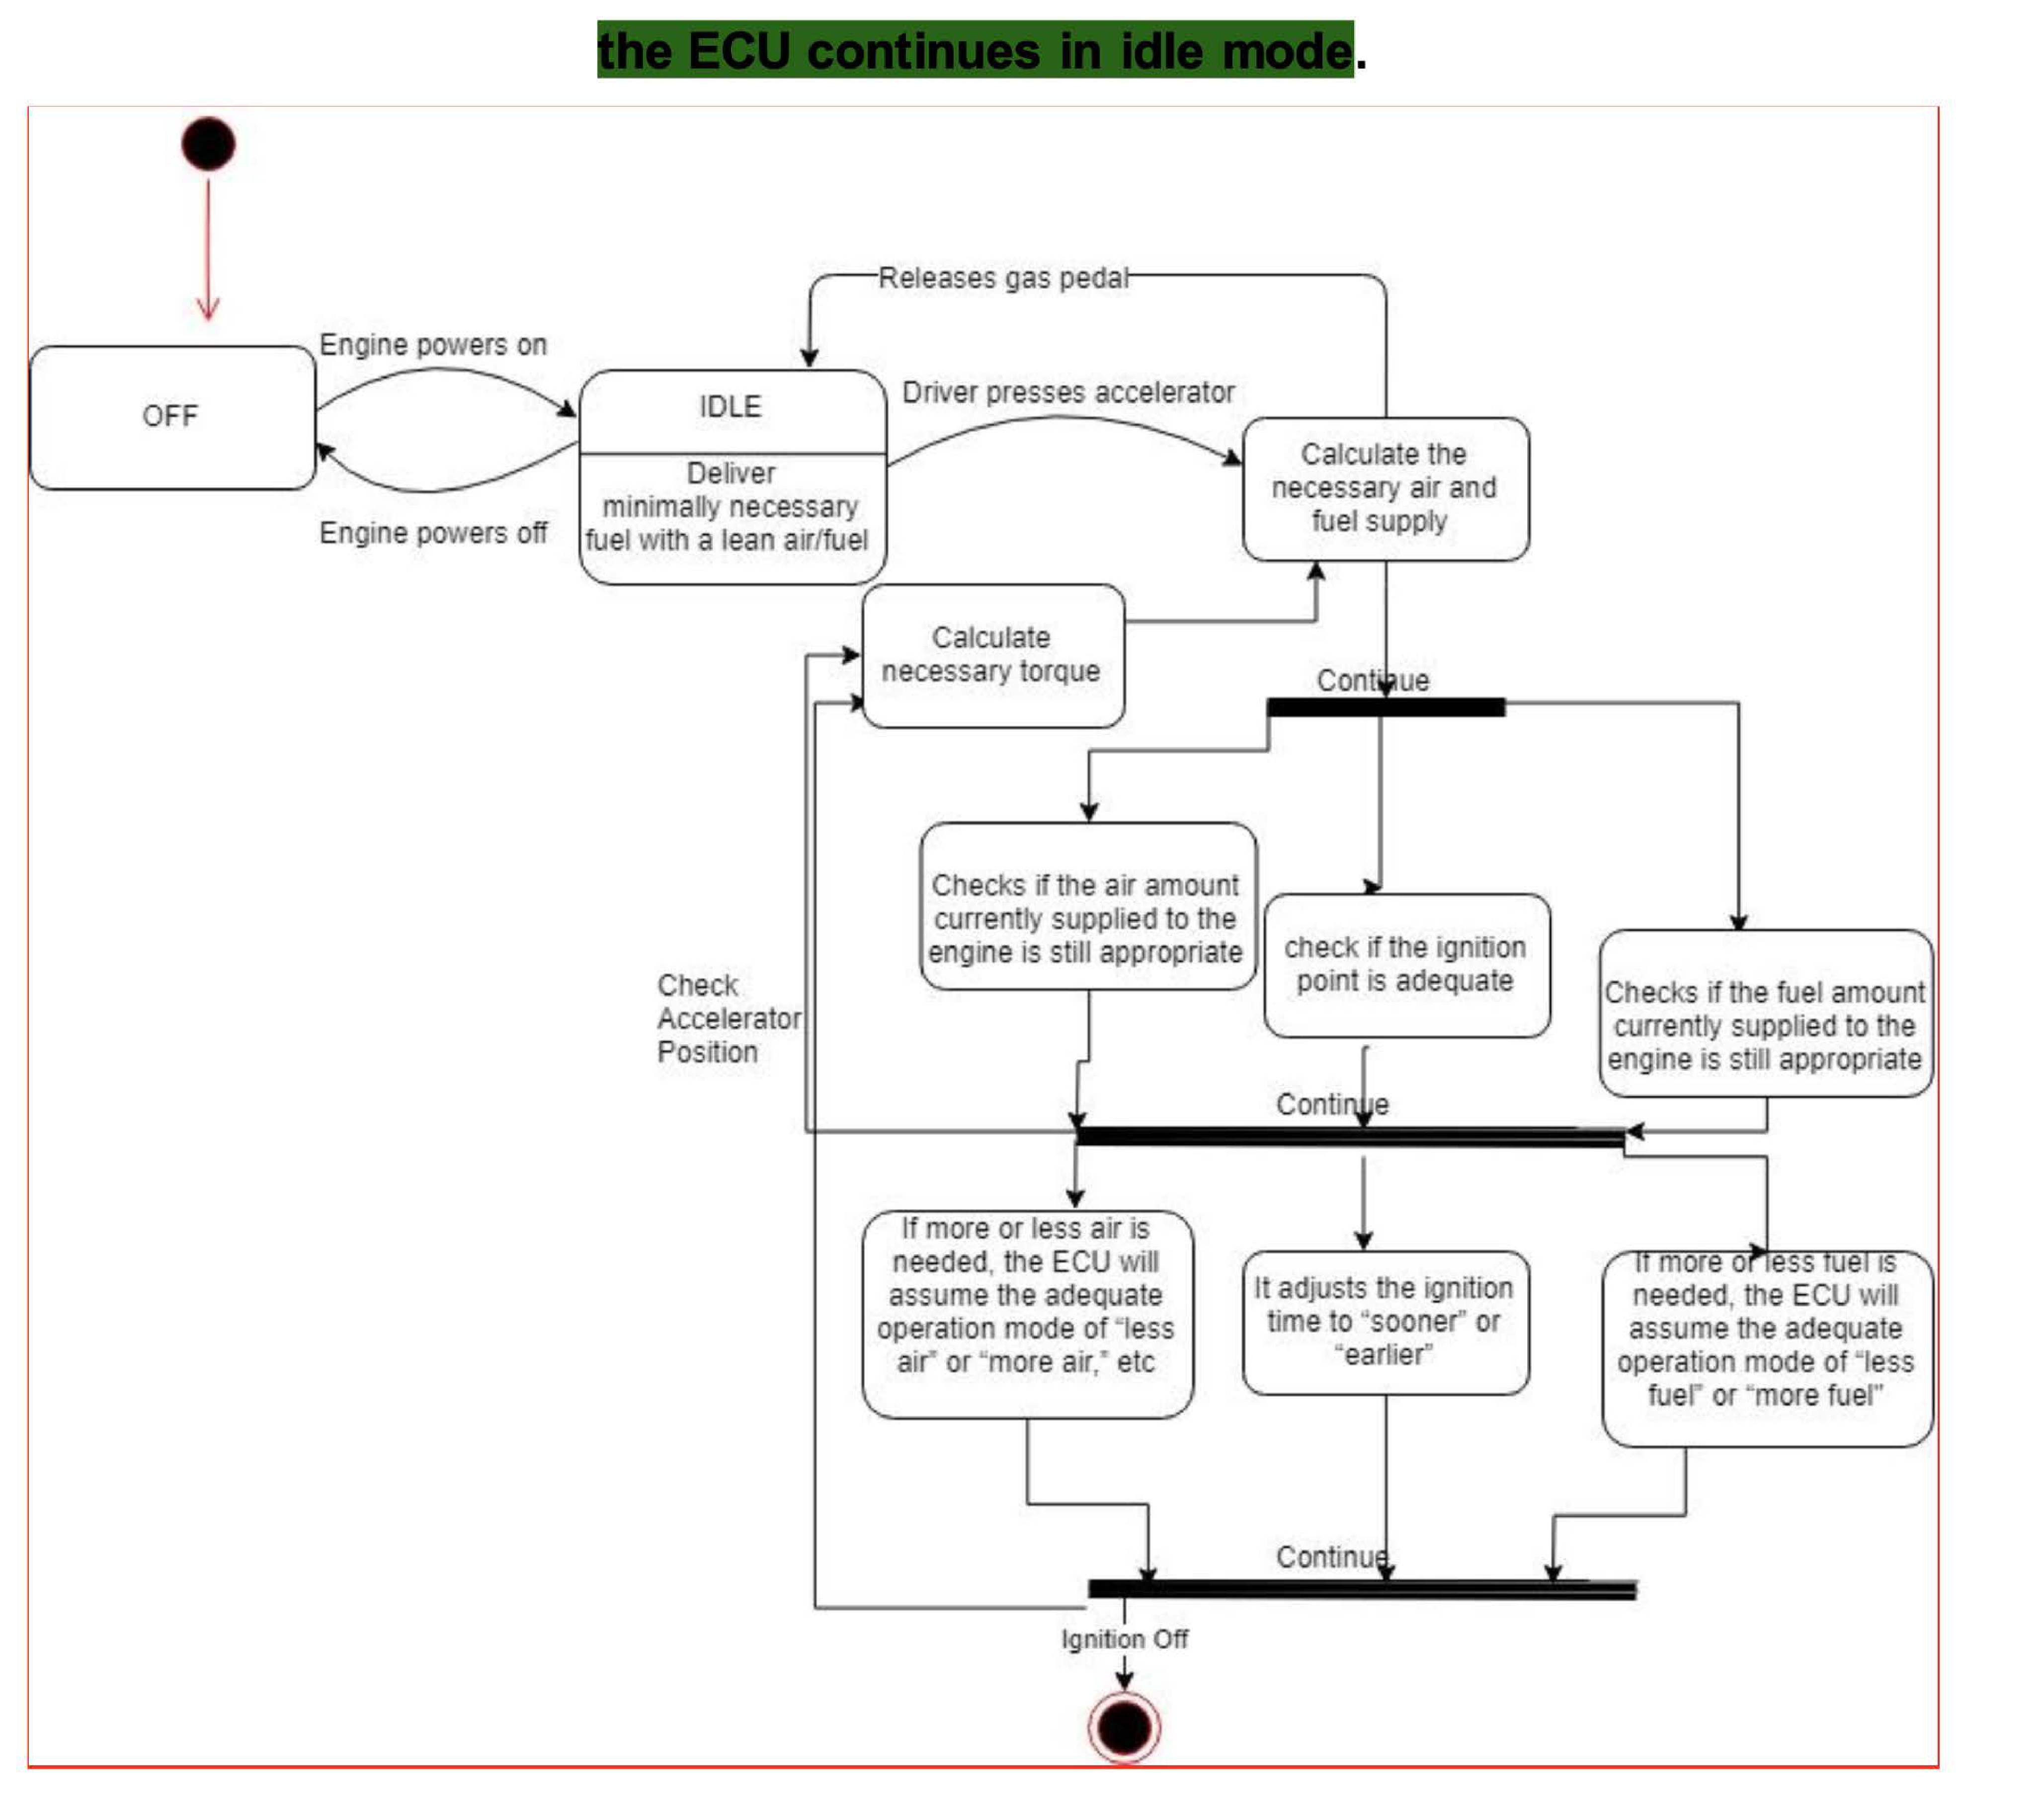 the ECU continues in idle mode.
Releases gas pedal
Engine powers on
OFF
IDLE
Deliver
minimally necessary
fuel with a lean air/fuel
Driver presses accelerator
Calculate the
necessary air and
fuel supply
Engine powers off
Calculate
necessary torque
Continue
Checks if the air amount
currently supplied to the
engine is still appropriate
check if the ignition
point is adequate
Checks if the fuel amount
currently supplied to the
engine is still appropriate
Check
Accelerator
Position
Continue
If more or less air is
needed, the ECU will
assume the adequate
operation mode of “less
air” or “more air,” etc
It adjusts the ignition
time to “sooner” or
“earlier”
If more or less fuel is
needed, the ECU will
assume the adequate
operation mode of “less
fuel” or “more fuel”
Continue
Ignition Off